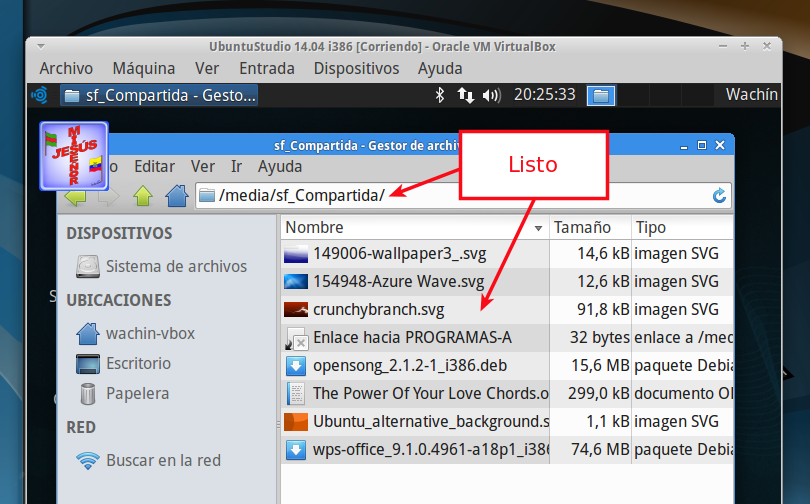 UbuntuStudio 14.04 i386 [Corriendo] - Oracle VM VirtualBox
Archivo Máquina Ver Entrada Dispositivos Ayuda
sf_Compartida - Gesto... 20:25:33 Wachín
sf_Compartida - Gestor de archiv
MISEÑOR
JESÚS
o Editar Ver Ir Ayuda
Listo
/media/sf_Compartida/
DISPOSITIVOS
Sistema de archivos
UBICACIONES
wachin-vbox
Escritorio
Papelera
RED
Buscar en la red
Nombre Tamaño Tipo
149006-wallpaper3_.svg 14,6 kB imagen SVG
154948-Azure Wave.svg 12,6 kB imagen SVG
crunchybranch.svg 91,8 kB imagen SVG
Enlace hacia PROGRAMAS-A 32 bytes enlace a /med
opensong_2.1.2-1_i386.deb 15,6 MB paquete Debia
The Power Of Your Love Chords.o 299,0 kB documento O
Ubuntu_alternative_background.s 1,1 kB imagen SVG
wps-office_9.1.0.4961-a18p1_i386 74,6 MB paquete Debia